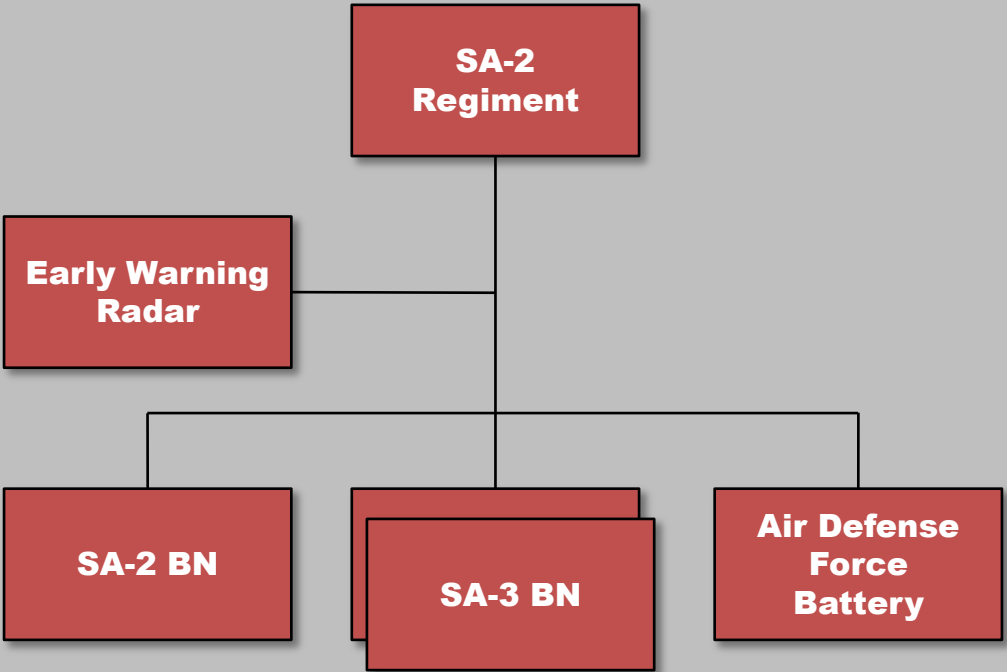 SA-2
Regiment
Early Warning
Radar
SA-2 BN
SA-3 BN
Air Defense
Force
Battery